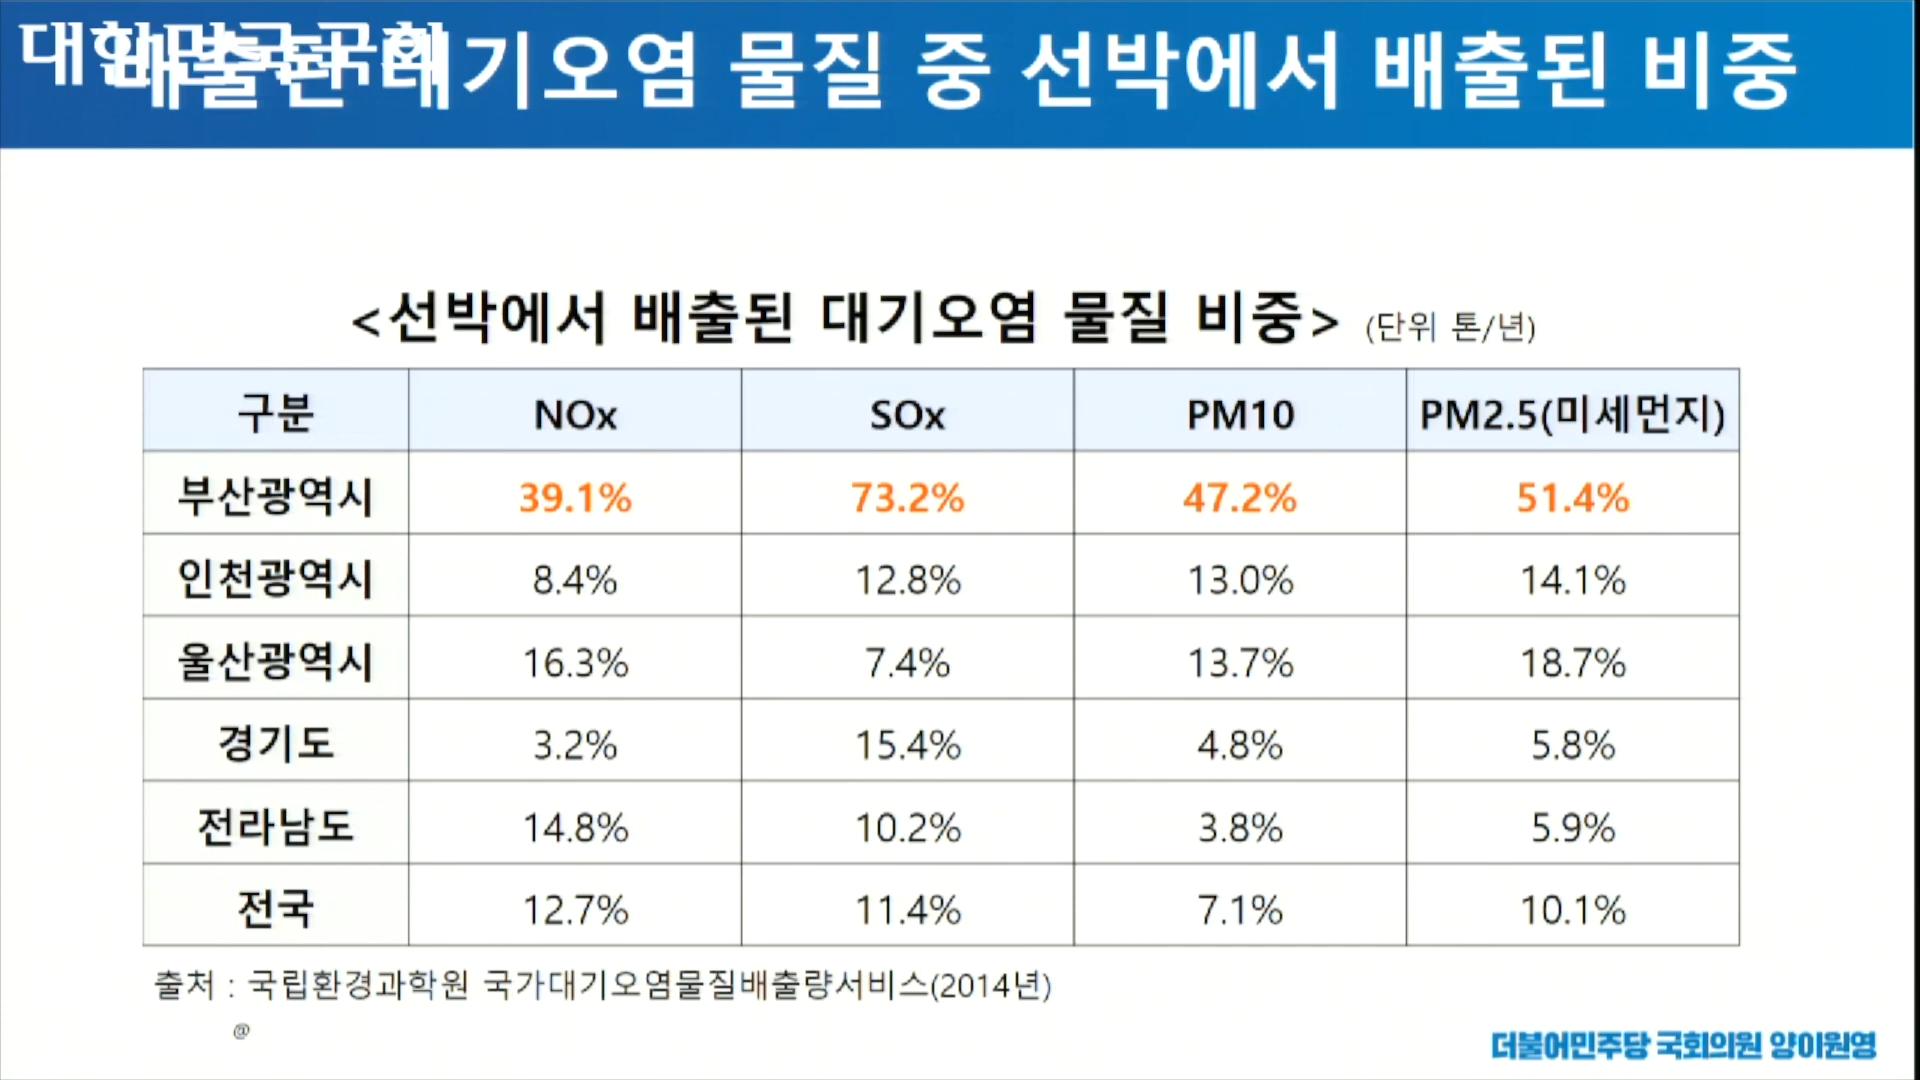 대한민국국회
배출된 대기오염 물질 중 선박에서 배출된 비중
<선박에서 배출된 대기오염 물질 비중> (단위 톤/년)
구분 NOx SOx PM10 PM2.5(미세먼지)
부산광역시 39.1% 73.2% 47.2% 51.4%
인천광역시 8.4% 12.8% 13.0% 14.1%
울산광역시 16.3% 7.4% 13.7% 18.7%
경기도 3.2% 15.4% 4.8% 5.8%
전라남도 14.8% 10.2% 3.8% 5.9%
전국 12.7% 11.4% 7.1% 10.1%
출처 : 국립환경과학원 국가대기오염물질배출량서비스(2014년)
@
더불어민주당 국회의원 양이원영